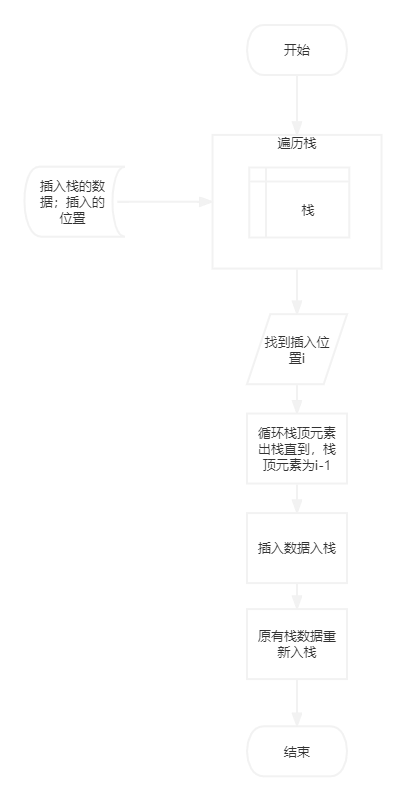 开始
遍历栈
插入栈的数
据；插入的
位置
栈
找到插入位
置i
循环栈顶元素
出栈直到，栈
顶元素为i-1
插入数据入栈
原有栈数据重
新入栈
结束